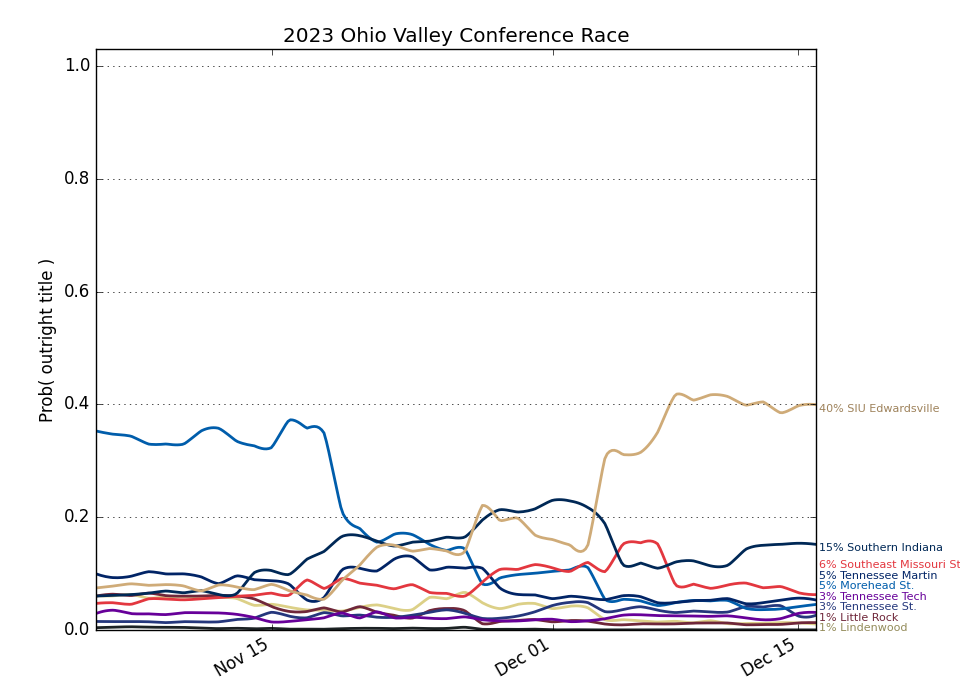 2023 Ohio Valley Conference Race
1.0
0.8
0.6
0.4
0.2
0.0
Prob( outright title )
Nov 15
Dec 01
Dec 15
40% SIU Edwardsville
15% Southern Indiana
6% Southeast Missouri St
5% Tennessee Martin
5% Morehead St.
3% Tennessee Tech
3% Tennessee St.
1% Little Rock
1% Lindenwood